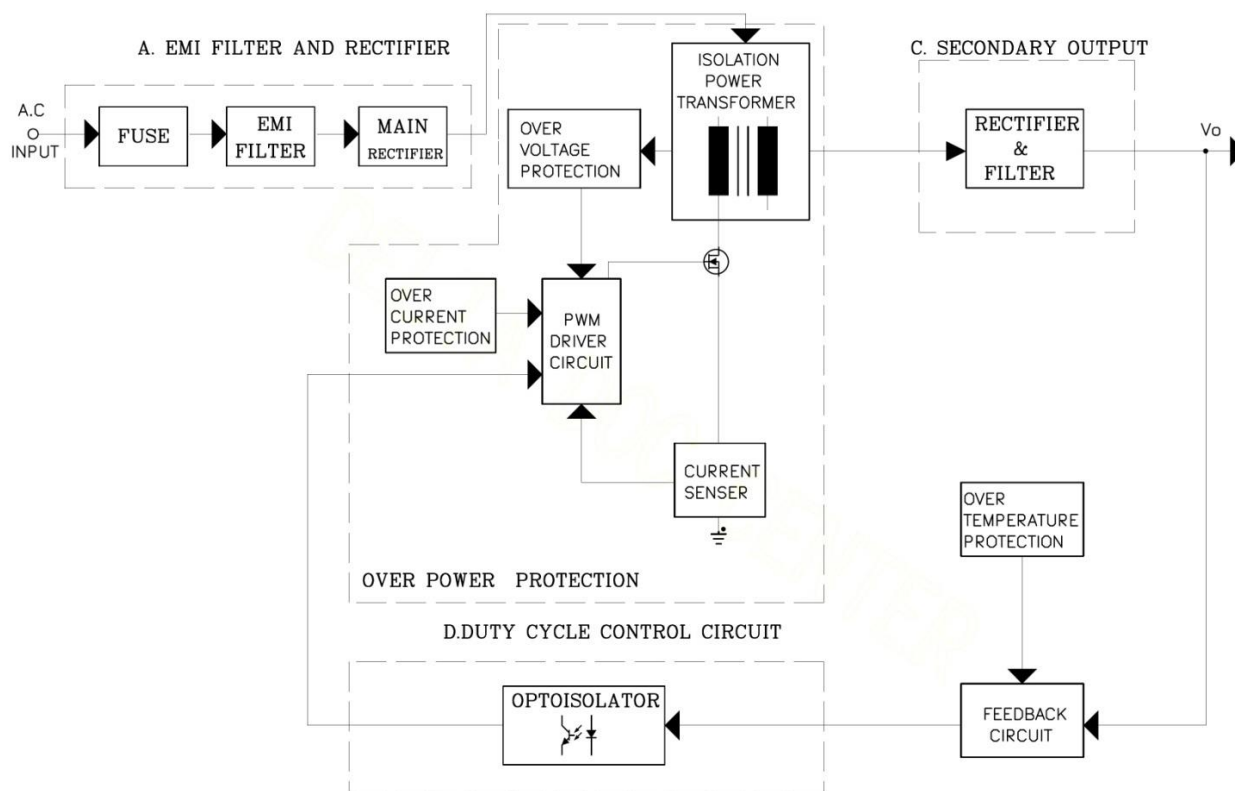 A. EMI FILTER AND RECTIFIER
A.C
INPUT
FUSE
EMI
FILTER
MAIN
RECTIFIER
OVER
VOLTAGE
PROTECTION
ISOLATION
POWER
TRANSFORMER
C. SECONDARY OUTPUT
RECTIFIER
&
FILTER
Vo
OVER
CURRENT
PROTECTION
PWM
DRIVER
CIRCUIT
CURRENT
SENSER
OVER POWER PROTECTION
OVER
TEMPERATURE
PROTECTION
D.DUTY CYCLE CONTROL CIRCUIT
OPTOISOLATOR
FEEDBACK
CIRCUIT